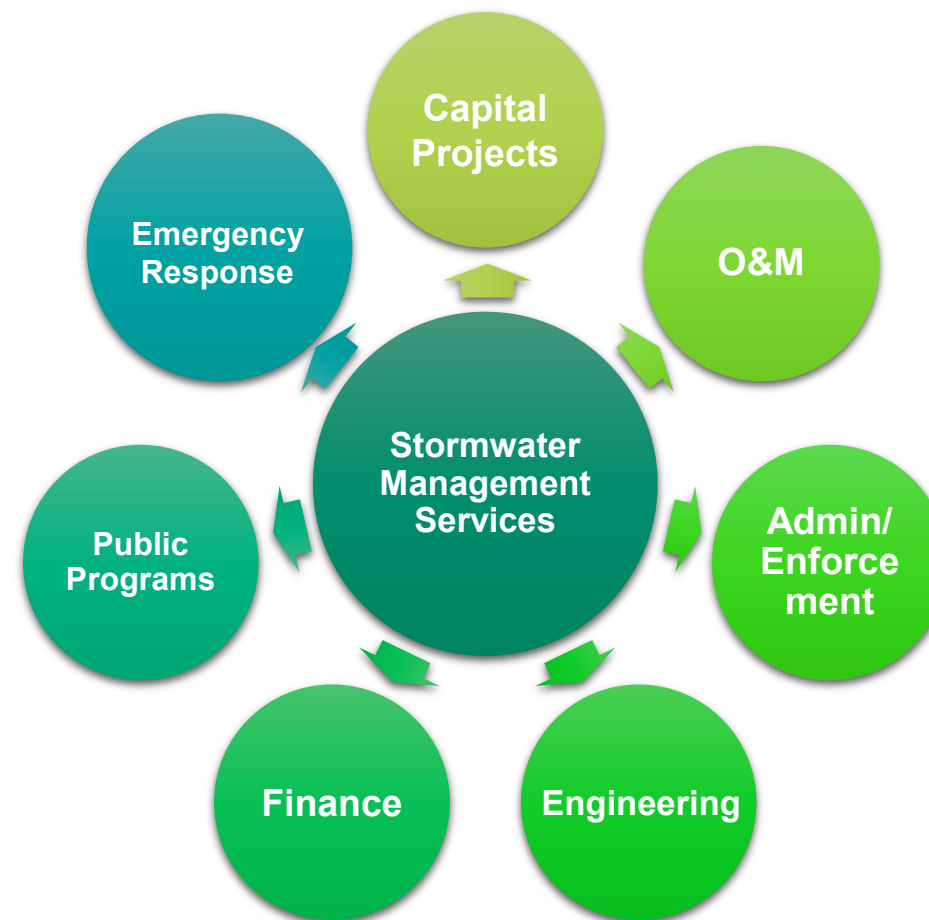 Capital
Projects
O&M
Admin/
Enforce
ment
Engineering
Finance
Public
Programs
Emergency
Response
Stormwater
Management
Services